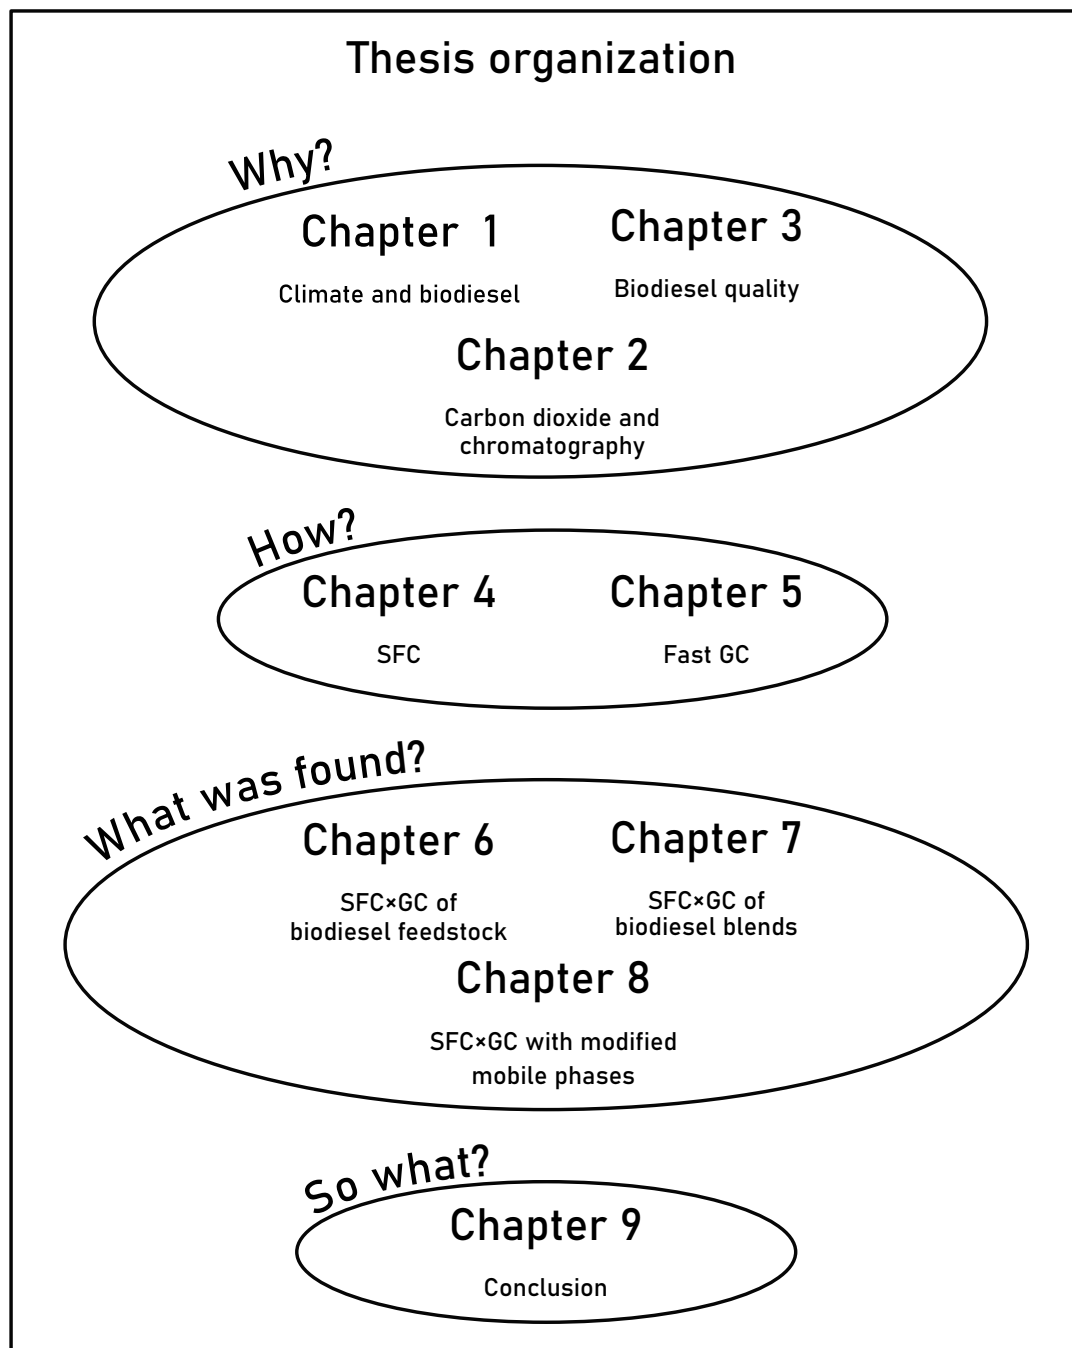 Thesis organization
Why?
Chapter 1
Climate and biodiesel
Chapter 3
Biodiesel quality
Chapter 2
Carbon dioxide and
chromatography
How?
Chapter 4
SFC
Chapter 5
Fast GC
What was found?
Chapter 6
SFC×GC of
biodiesel feedstock
Chapter 7
SFC×GC of
biodiesel blends
Chapter 8
SFC×GC with modified
mobile phases
So what?
Chapter 9
Conclusion